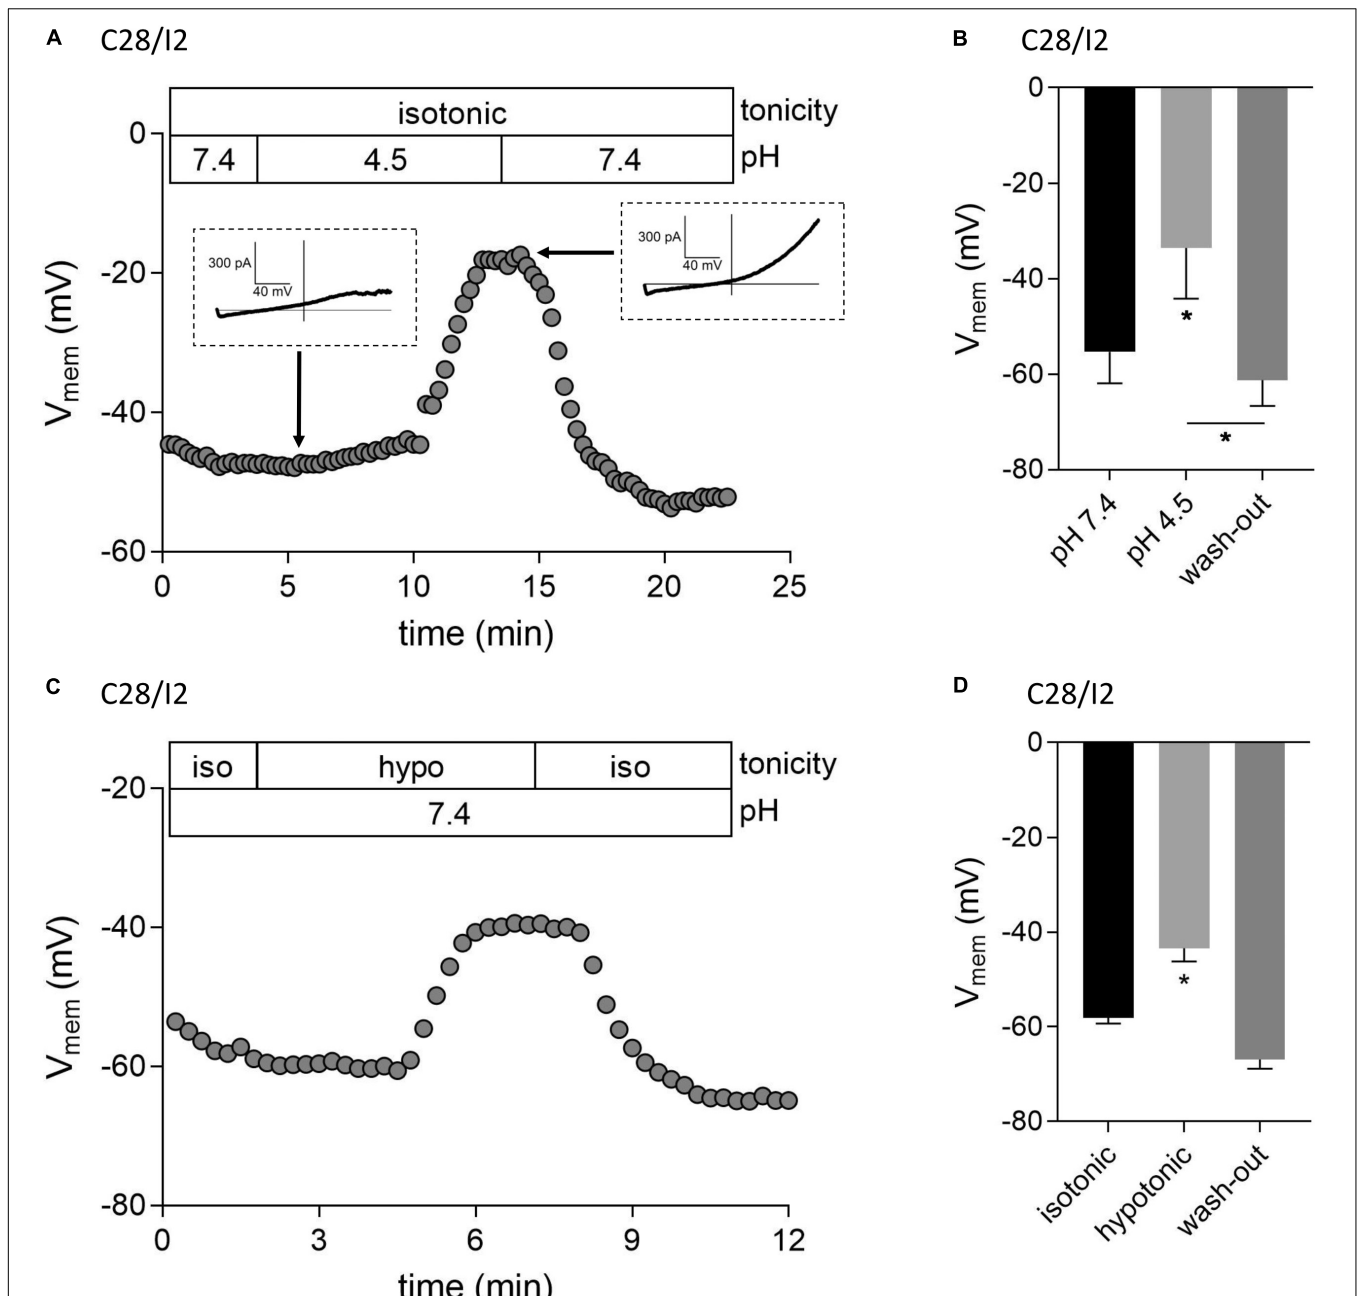 A C28/I2
isotonic tonicity
7.4 4.5 7.4 pH
0
-20
-40
-60
Vmem (mV)
300 pA
40 mV
300 pA
40 mV
0 5 10 15 20 25
time (min)
B C28/I2
0
-20
-40
-60
-80
Vmem (mV)
*
*
pH 7.4
pH 4.5
wash-out
C C28/I2
iso hypo iso tonicity
7.4 pH
-20
-40
-60
-80
Vmem (mV)
0 3 6 9 12
time (min)
D C28/I2
0
-20
-40
-60
-80
Vmem (mV)
*
isotonic
hypotonic
wash-out